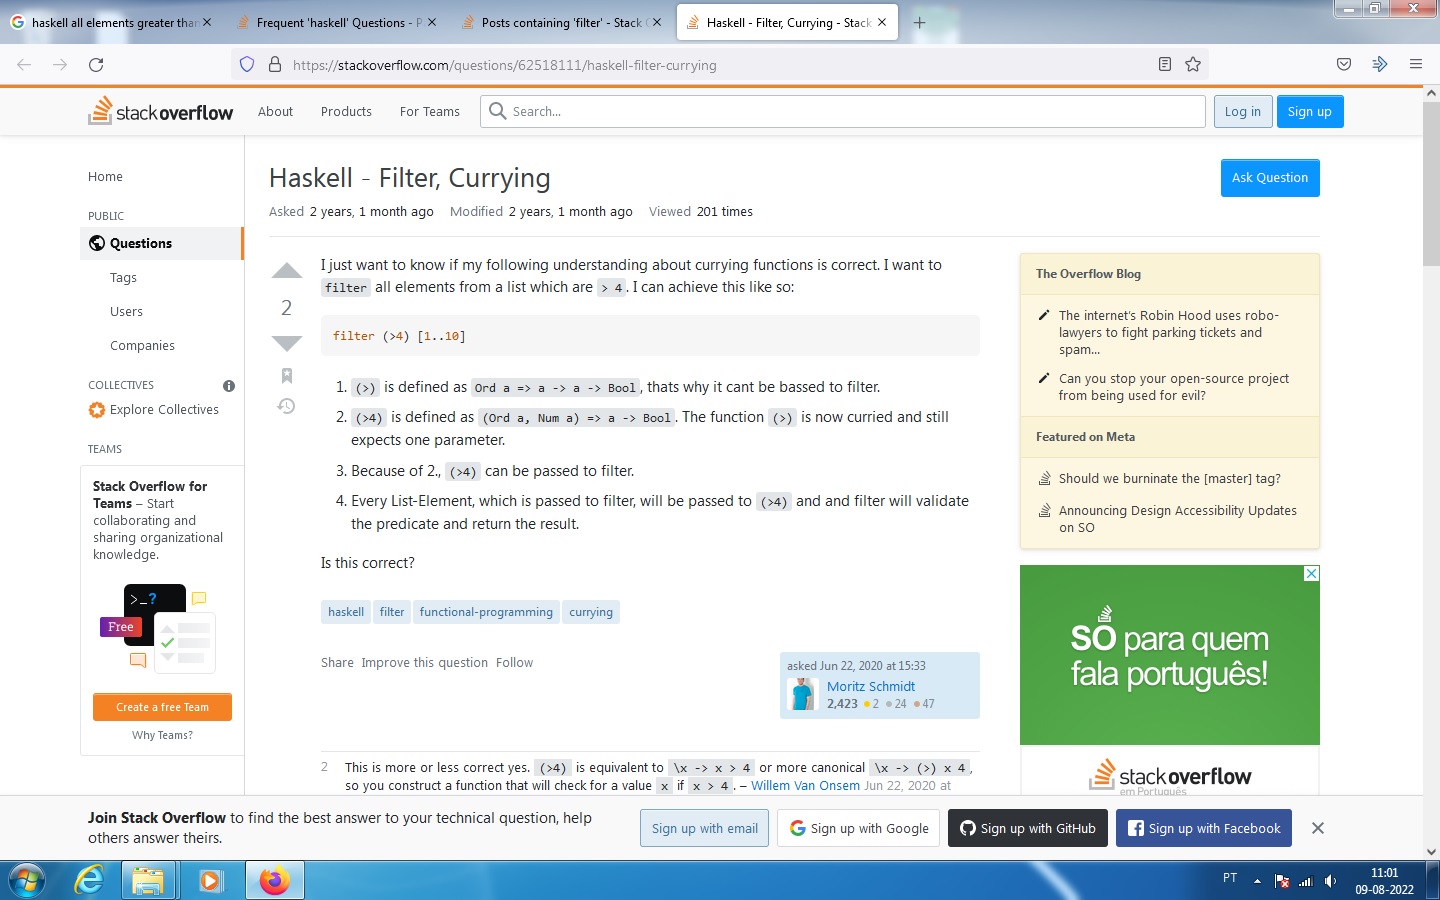 haskell all elements greater than
Frequent 'haskell' Questions - P
Posts containing 'filter' - Stack
Haskell - Filter, Currying - Stack
https://stackoverflow.com/questions/62518111/haskell-filter-currying
stackoverflow
About
Products
For Teams
Search...
Log in
Sign up
Home
PUBLIC
Questions
Tags
Users
Companies
COLLECTIVES
Explore Collectives
TEAMS
Stack Overflow for
Teams – Start
collaborating and
sharing organizational
knowledge.
>_?
Free
Create a free Team
Why Teams?
Haskell - Filter, Currying
Ask Question
Asked 2 years, 1 month ago Modified 2 years, 1 month ago Viewed 201 times
2
I just want to know if my following understanding about currying functions is correct. I want to
filter all elements from a list which are > 4. I can achieve this like so:
filter (>4) [1..10]
1. (>) is defined as Ord a => a -> a -> Bool, thats why it cant be bassed to filter.
2. (>4) is defined as (Ord a, Num a) => a -> Bool. The function (>) is now curried and still
expects one parameter.
3. Because of 2., (>4) can be passed to filter.
4. Every List-Element, which is passed to filter, will be passed to (>4) and and filter will validate
the predicate and return the result.
Is this correct?
haskell filter functional-programming currying
Share Improve this question Follow
asked Jun 22, 2020 at 15:33
Moritz Schmidt
2,423 2 24 47
2 This is more or less correct yes. (>4) is equivalent to \x -> x > 4 or more canonical \x -> (>) x 4,
so you construct a function that will check for a value x if x > 4. – Willem Van Onsem Jun 22, 2020 at
The Overflow Blog
The internet's Robin Hood uses robo-
lawyers to fight parking tickets and
spam...
Can you stop your open-source project
from being used for evil?
Featured on Meta
Should we burninate the [master] tag?
Announcing Design Accessibility Updates
on SO
SO para quem
fala português!
stackoverflow
em Português
Join Stack Overflow to find the best answer to your technical question, help
others answer theirs.
Sign up with email
Sign up with Google
Sign up with GitHub
Sign up with Facebook
PT
11:01
09-08-2022